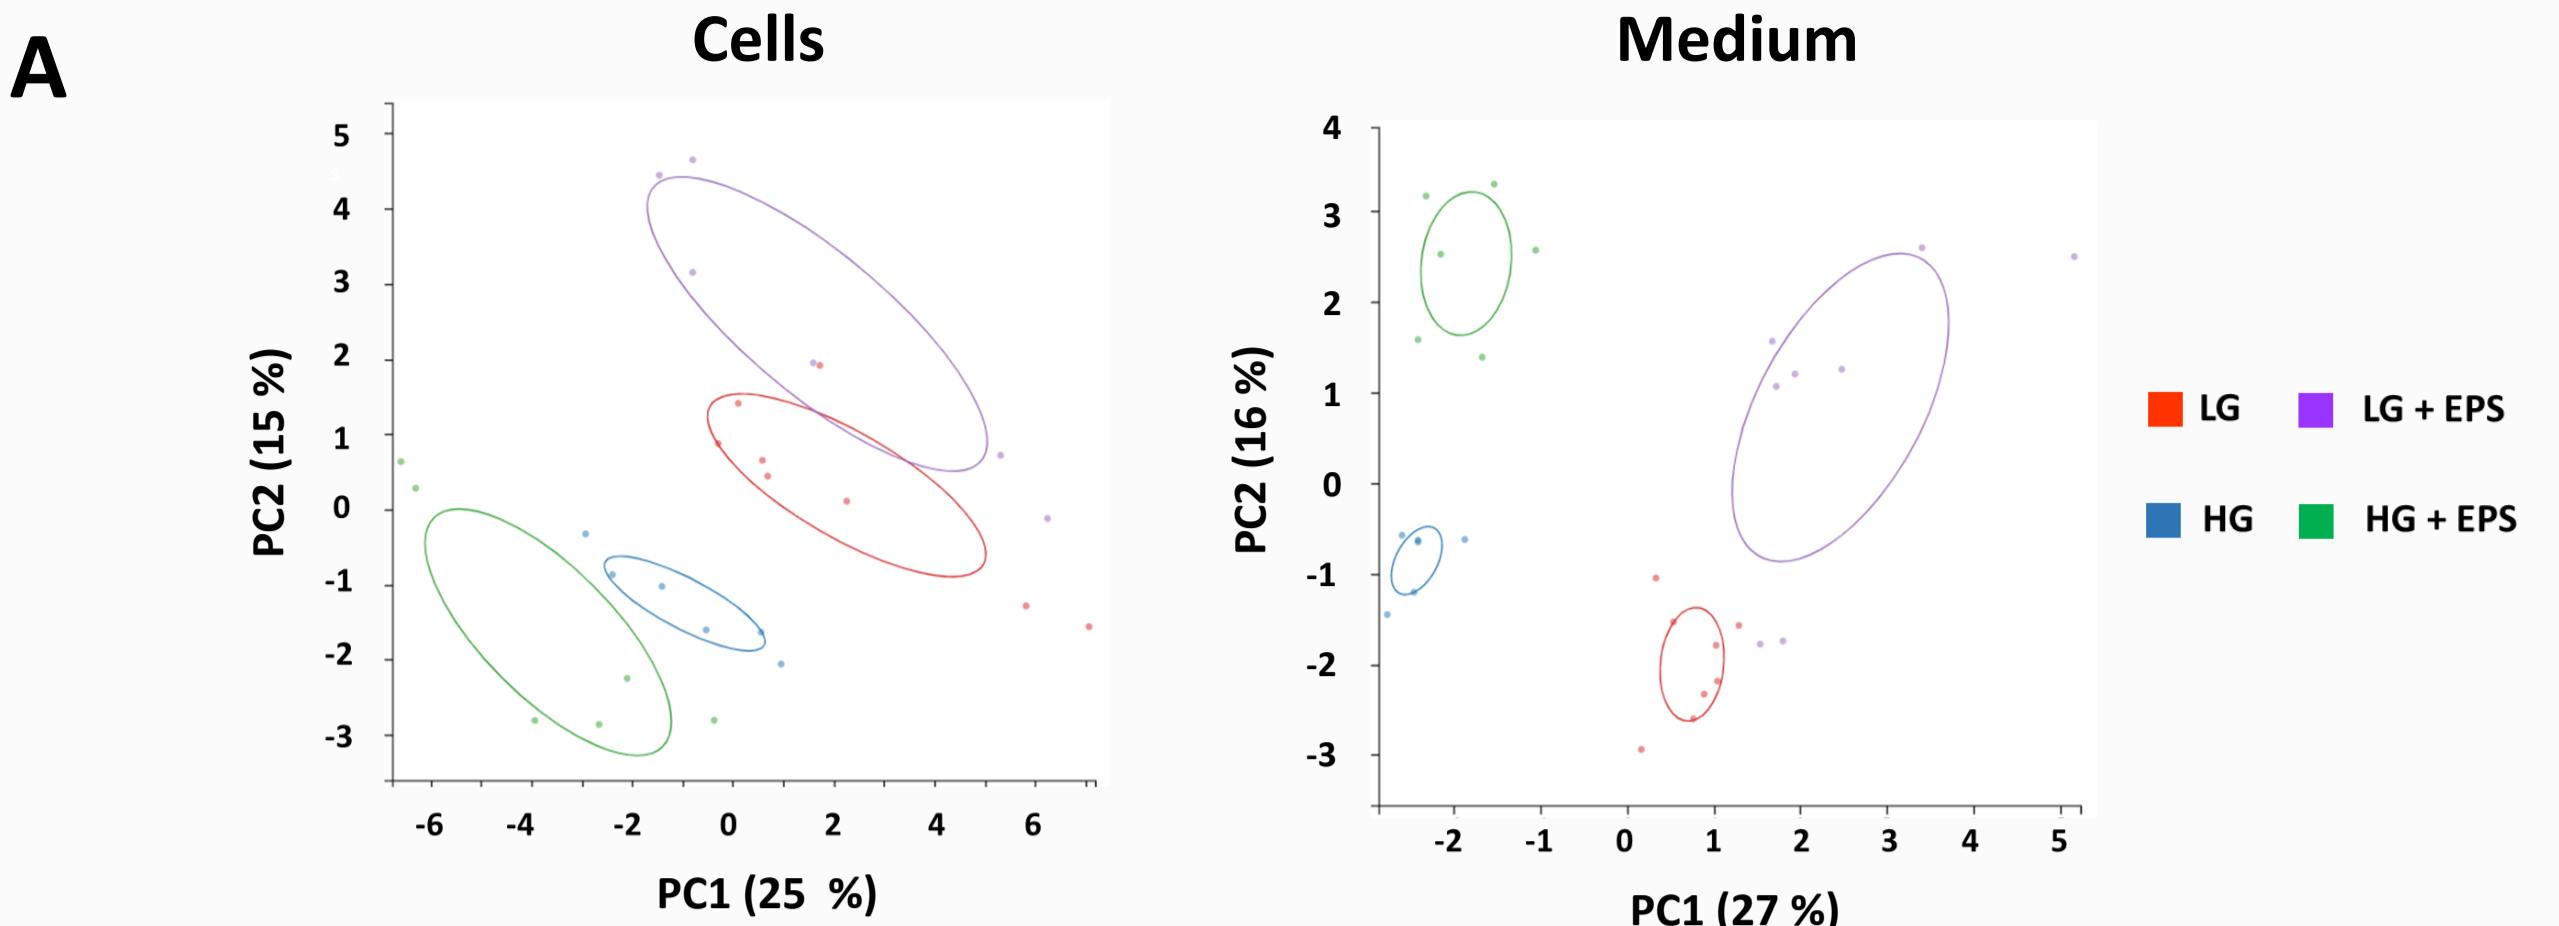 A
Cells
Medium
5
4
3
2
1
0
-1
-2
-3
PC2 (15 %)
-6 -4 -2 0 2 4 6
PC1 (25 %)
4
3
2
1
0
-1
-2
-3
PC2 (16 %)
-2 -1 0 1 2 3 4 5
PC1 (27 %)
LG LG + EPS
HG HG + EPS